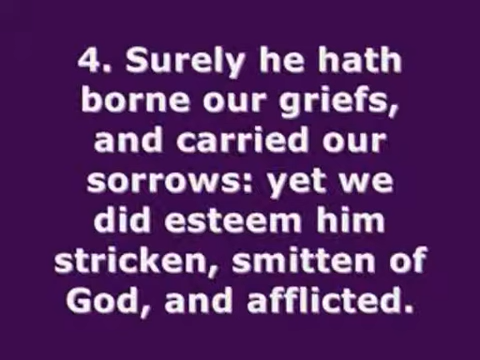 4. Surely he hath
borne our griefs,
and carried our
sorrows: yet we
did esteem him
stricken, smitten of
God, and afflicted.